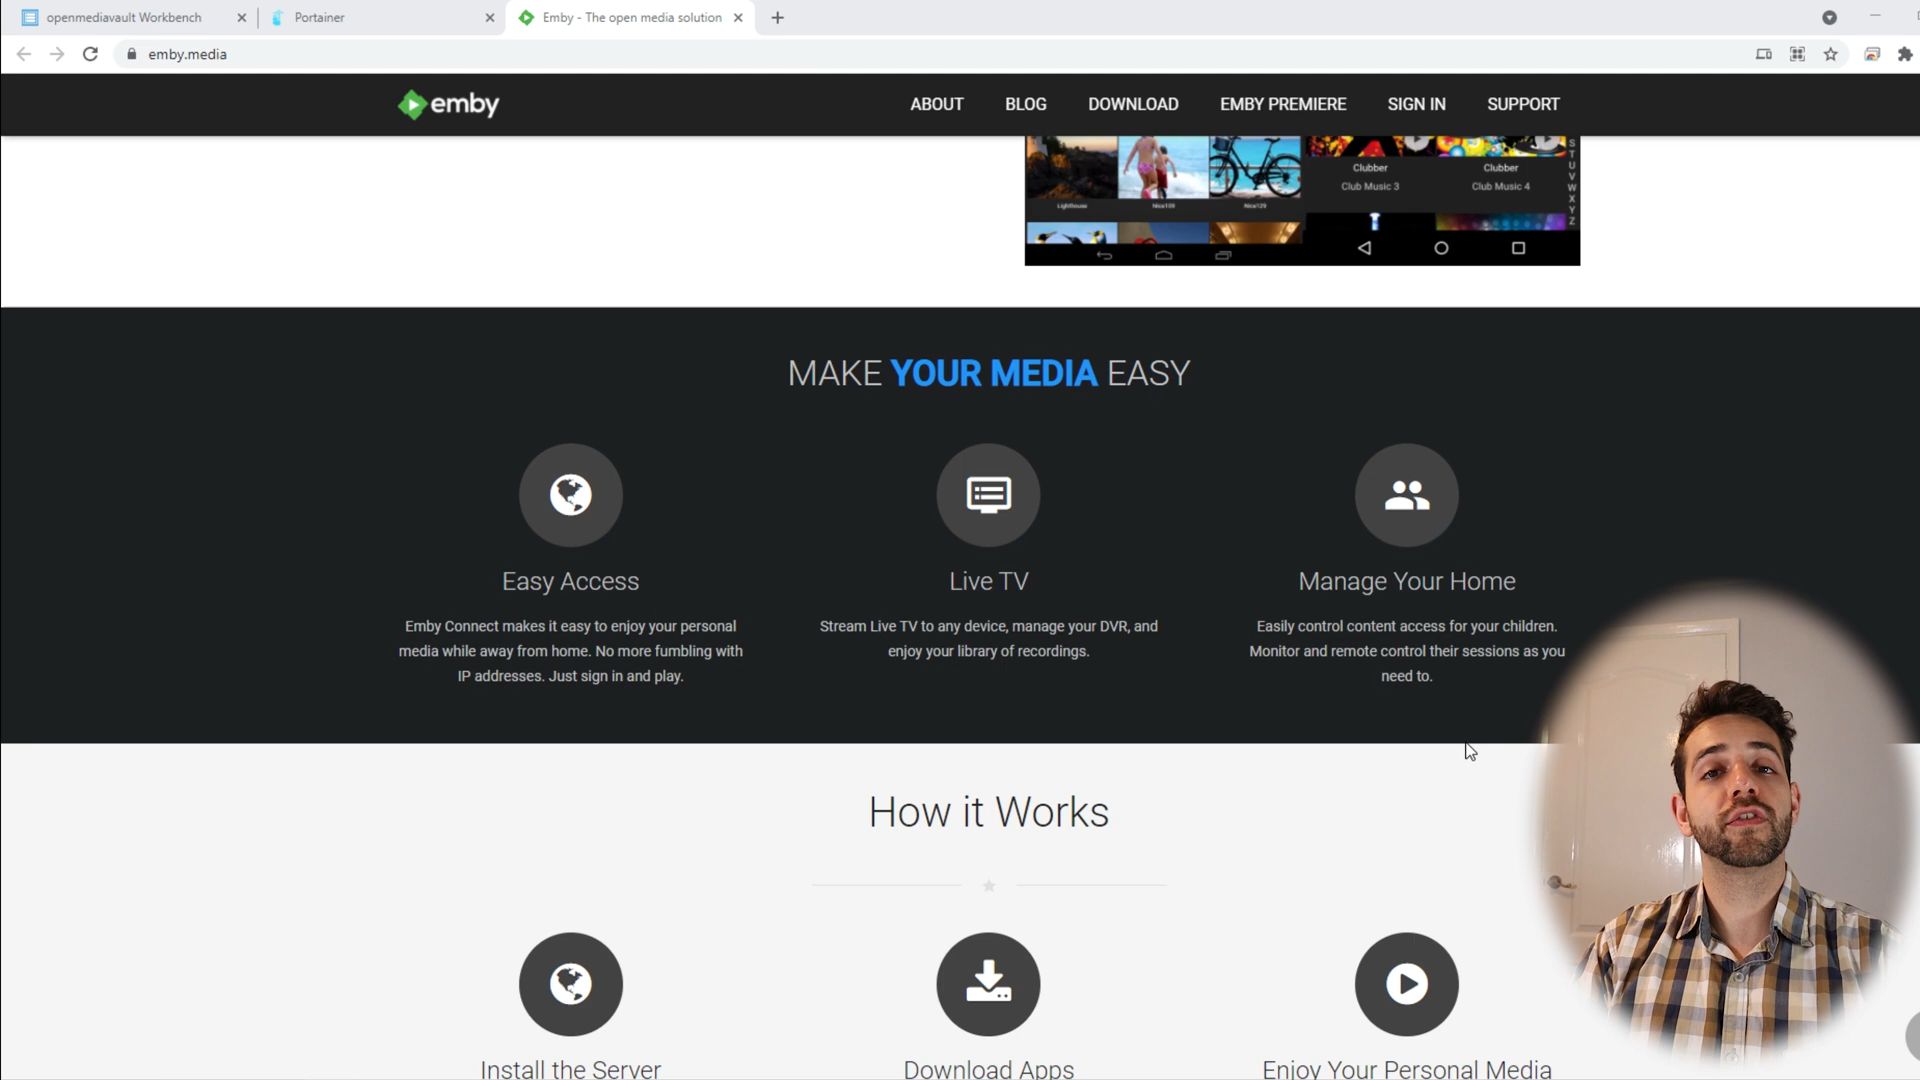 openmediavault Workbench
Portainer
Emby - The open media solution
emby.media
emby
ABOUT
BLOG
DOWNLOAD
EMBY PREMIERE
SIGN IN
SUPPORT
Lighthouse
Nice109
Nice129
Clubber
Club Music 3
Clubber
Club Music 4
S
T
U
V
W
X
Y
Z
MAKE YOUR MEDIA EASY
Easy Access
Emby Connect makes it easy to enjoy your personal
media while away from home. No more fumbling with
IP addresses. Just sign in and play.
Live TV
Stream Live TV to any device, manage your DVR, and
enjoy your library of recordings.
Manage Your Home
Easily control content access for your children.
Monitor and remote control their sessions as you
need to.
How it Works
Install the Server
Download Apps
Enjoy Your Personal Media